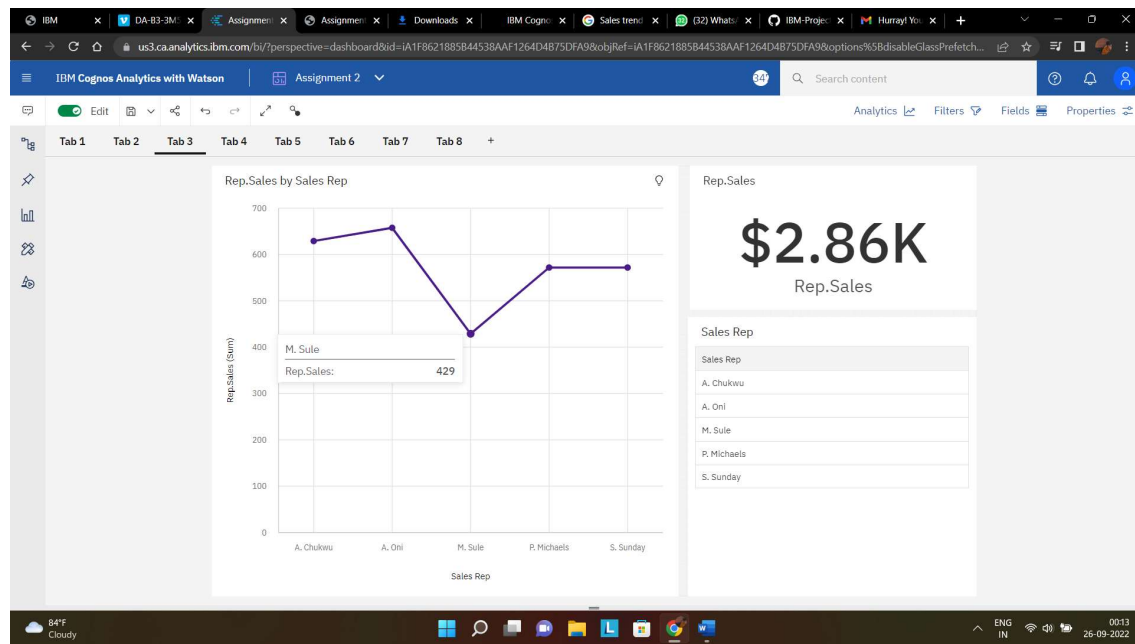 IBM
DA-B3-3M5
Assignment
Assignment
Downloads
IBM Cogno
Sales trend
(32) Whats
IBM-Project
Hurray! You
us3.ca.analytics.ibm.com/bi/?perspective=dashboard&id=iA1F8621885B44538AAF1264D4B75DFA9&objRef=iA1F8621885B44538AAF1264D4B75DFA9&options%5BdisableGlassPrefetch...
IBM Cognos Analytics with Watson
Assignment 2
Search content
Edit
Analytics
Filters
Fields
Properties
Tab 1 Tab 2 Tab 3 Tab 4 Tab 5 Tab 6 Tab 7 Tab 8 +
Rep.Sales by Sales Rep
700
600
500
400
300
200
100
0
Rep.Sales (Sum)
M. Sule
Rep.Sales: 429
A. Chukwu A. Oni M. Sule P. Michaels S. Sunday
Sales Rep
Rep.Sales
$2.86K
Rep.Sales
Sales Rep
Sales Rep
A. Chukwu
A. Oni
M. Sule
P. Michaels
S. Sunday
84°F
Cloudy
ENG
IN
00:13
26-09-2022